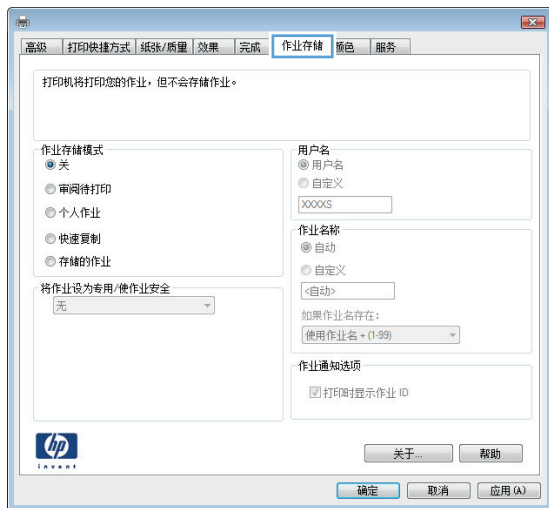 高级 打印快捷方式 纸张/质量 效果 完成 作业存储 颜色 服务
打印机将打印您的作业，但不会存储作业。
作业存储模式
关
审阅待打印
个人作业
快速复制
存储的作业
将作业设为专用/使作业安全
无
用户名
用户名
自定义
XXXXS
作业名称
自动
自定义
<自动>
如果作业名存在：
使用作业名 + (1-99)
作业通知选项
打印时显示作业 ID
hp
invent
关于... 帮助
确定 取消 应用 (A)